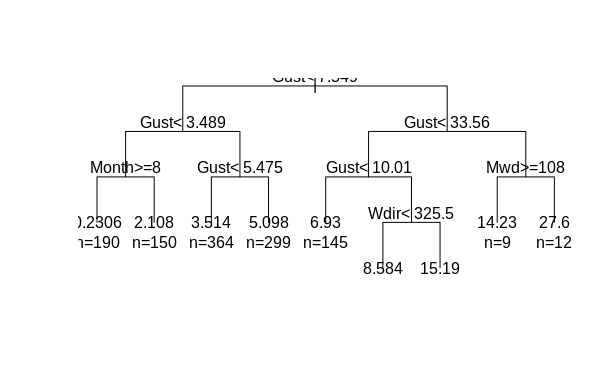 Gust< 7.549
Gust< 3.489 Gust< 33.56
Month>=8 Gust< 5.475 Gust< 10.01 Mwd>=108
Wdir< 325.5
0.2306 2.108 3.514 5.098 6.93 14.23 27.6
n=190 n=150 n=364 n=299 n=145 n=9 n=12
8.584 15.19